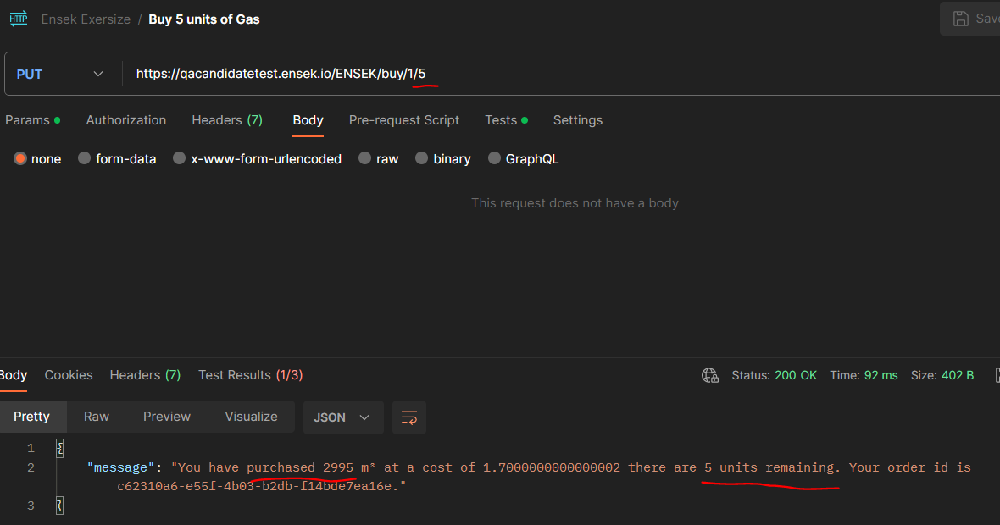 HTTP Ensek Exersize / Buy 5 units of Gas Save
PUT https://qacandidatetest.ensek.io/ENSEK/buy/1/5
Params Authorization Headers (7) Body Pre-request Script Tests Settings
none form-data x-www-form-urlencoded raw binary GraphQL
This request does not have a body
Body Cookies Headers (7) Test Results (1/3) Status: 200 OK Time: 92 ms Size: 402 B
Pretty Raw Preview Visualize JSON
1 {
2 "message": "You have purchased 2995 m³ at a cost of 1.7000000000000002 there are 5 units remaining. Your order id is
c62310a6-e55f-4b03-b2db-f14bde7ea16e."
3 }